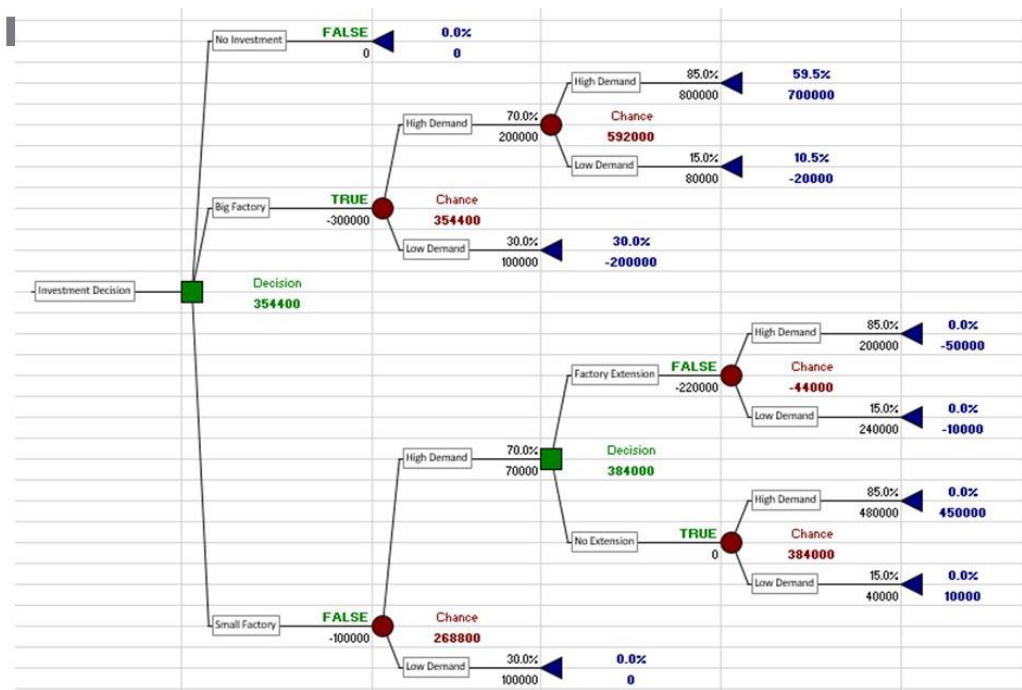 FALSE 0.0%
No Investment
0 0
85.0% 59.5%
High Demand
800000 700000
70.0% Chance
High Demand
200000 592000
15.0% 10.5%
Low Demand
80000 -20000
TRUE Chance
Big Factory
-300000 354400
30.0% 30.0%
Low Demand
100000 -200000
Investment Decision
Decision
354400
85.0% 0.0%
High Demand
200000 -50000
FALSE Chance
Factory Extension
-220000 -44000
15.0% 0.0%
Low Demand
240000 -10000
70.0% Decision
High Demand
70000 384000
85.0% 0.0%
High Demand
480000 450000
TRUE Chance
No Extension
0 384000
15.0% 0.0%
Low Demand
40000 10000
FALSE Chance
Small Factory
-100000 268800
30.0% 0.0%
Low Demand
100000 0